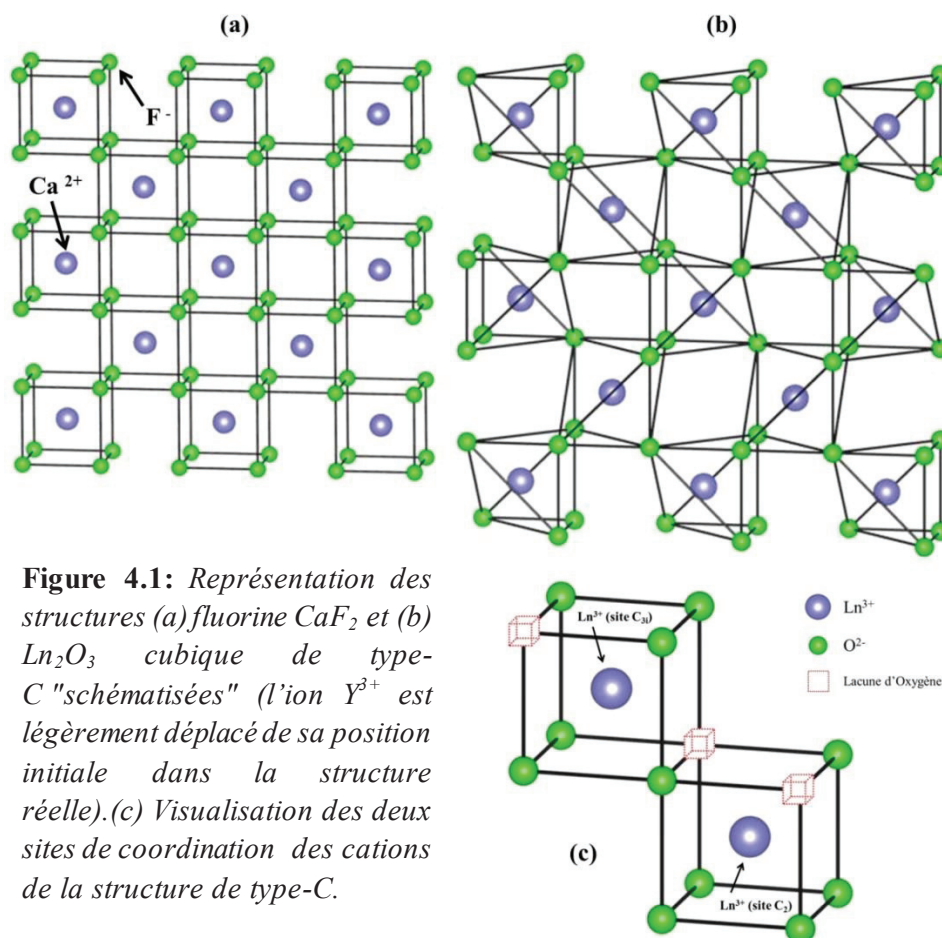 (a)
(b)
F -
Ca 2+
Figure 4.1: Représentation des
structures (a) fluorine CaF2 et (b)
Ln2O3 cubique de type-
C "schématisées" (l'ion Y3+ est
légèrement déplacé de sa position
initiale dans la structure
réelle).(c) Visualisation des deux
sites de coordination des cations
de la structure de type-C.
Ln3+ (site C3i)
Ln3+
O2-
Lacune d'Oxygène
(c)
Ln3+ (site C2)